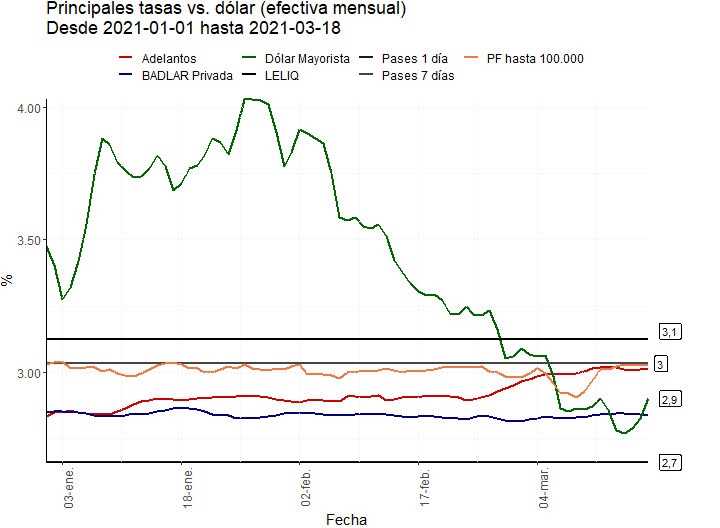 Principales tasas vs. dólar (efectiva mensual)
Desde 2021-01-01 hasta 2021-03-18
Adelantos Dólar Mayorista Pases 1 día PF hasta 100.000
BADLAR Privada LELIQ Pases 7 días
4.00
3.50
3.00
%
3,1
3
2,9
2,7
03-ene.
18-ene.
02-feb.
17-feb.
04-mar.
Fecha